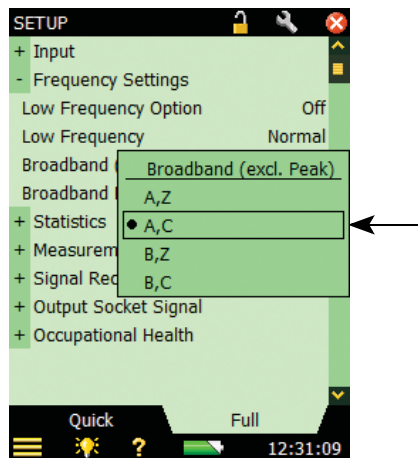 SETUP
+ Input
- Frequency Settings
Low Frequency Option Off
Low Frequency Normal
Broadband (
Broadband
Broadband (excl. Peak)
A,Z
A,C
B,Z
B,C
+ Statistics
+ Measurem
+ Signal Rec
+ Output Socket Signal
+ Occupational Health
Quick Full
? 12:31:09